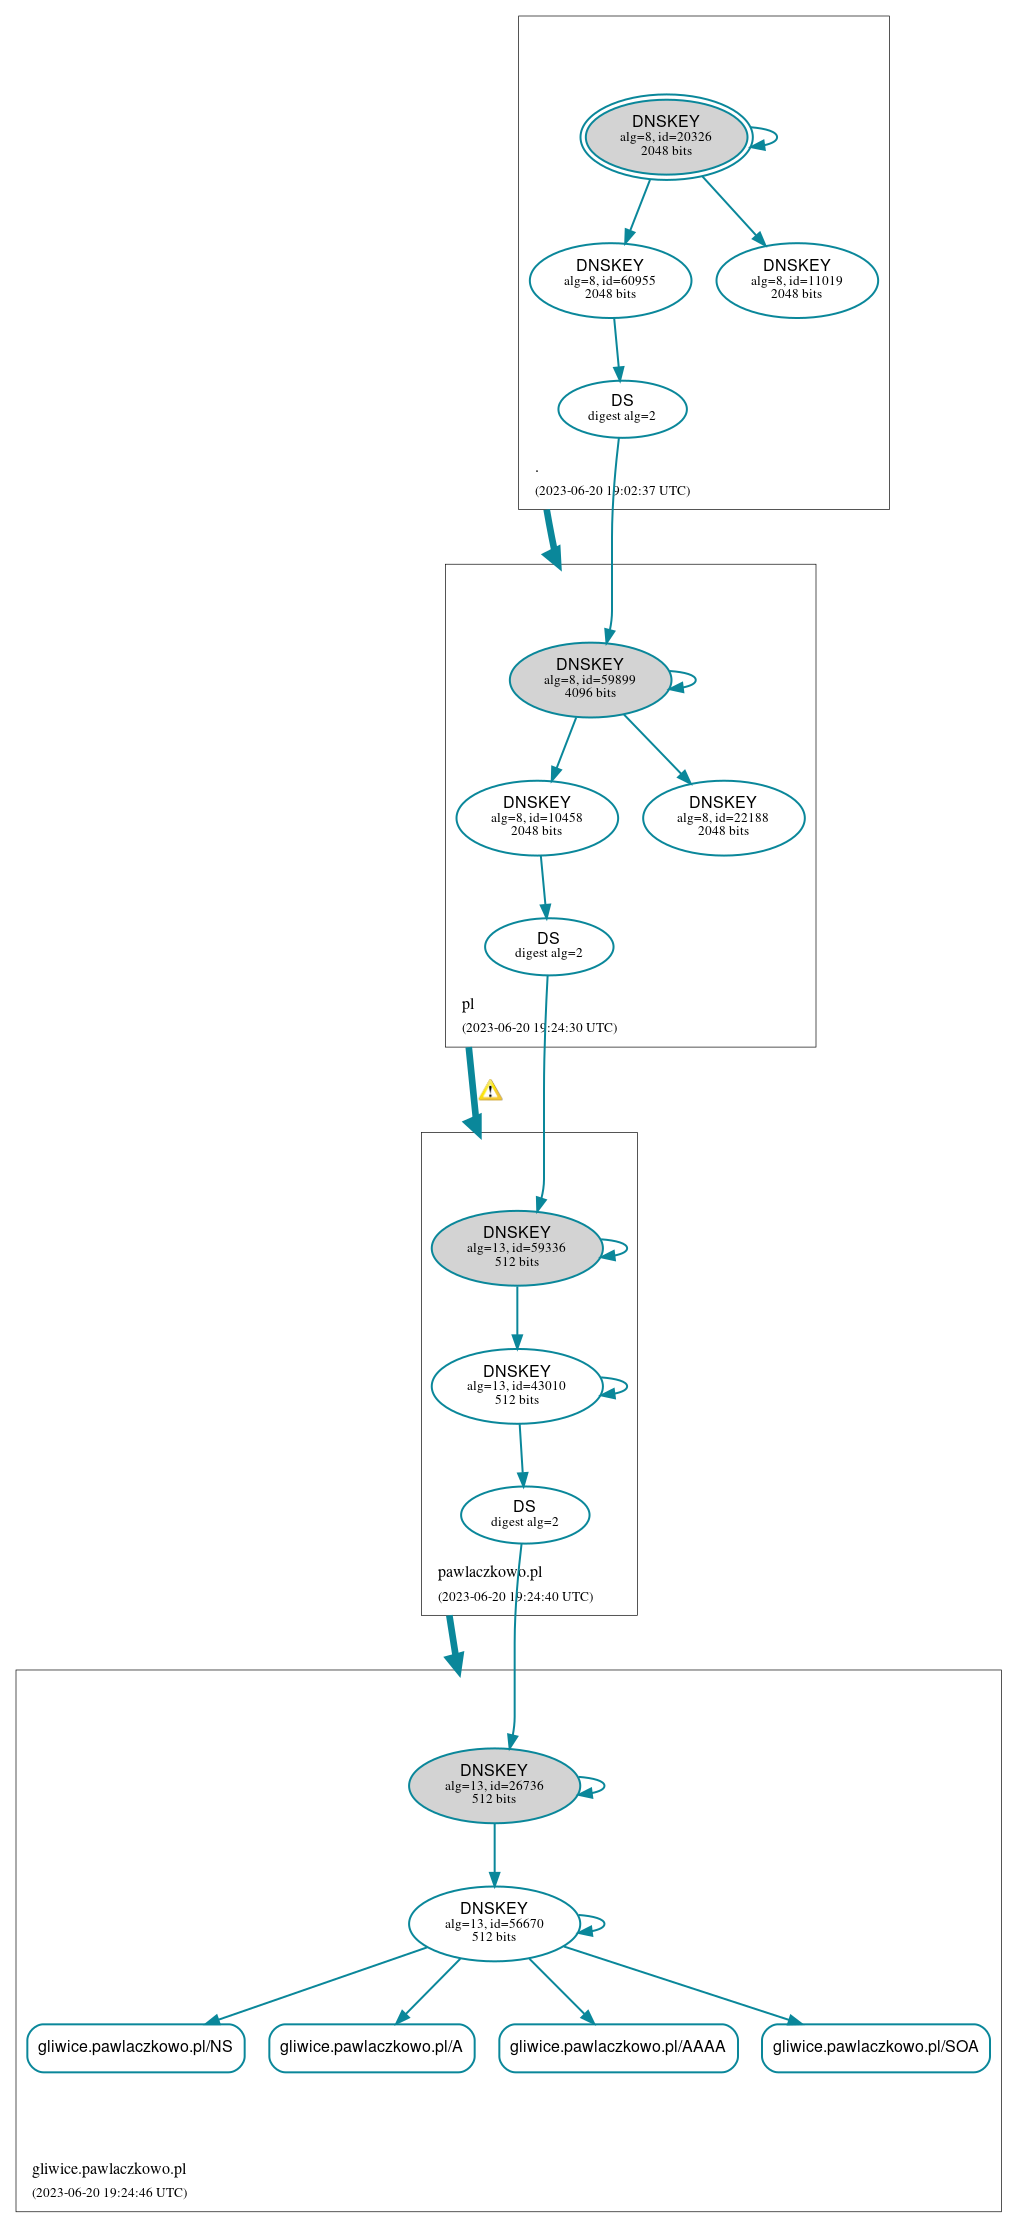 DNSKEY
alg=8, id=20326
2048 bits
DNSKEY
alg=8, id=60955
2048 bits
DNSKEY
alg=8, id=11019
2048 bits
DS
digest alg=2
.
(2023-06-20 19:02:37 UTC)
DNSKEY
alg=8, id=59899
4096 bits
DNSKEY
alg=8, id=10458
2048 bits
DNSKEY
alg=8, id=22188
2048 bits
DS
digest alg=2
pl
(2023-06-20 19:24:30 UTC)
DNSKEY
alg=13, id=59336
512 bits
DNSKEY
alg=13, id=43010
512 bits
DS
digest alg=2
pawlaczkowo.pl
(2023-06-20 19:24:40 UTC)
DNSKEY
alg=13, id=26736
512 bits
DNSKEY
alg=13, id=56670
512 bits
gliwice.pawlaczkowo.pl/NS
gliwice.pawlaczkowo.pl/A
gliwice.pawlaczkowo.pl/AAAA
gliwice.pawlaczkowo.pl/SOA
gliwice.pawlaczkowo.pl
(2023-06-20 19:24:46 UTC)